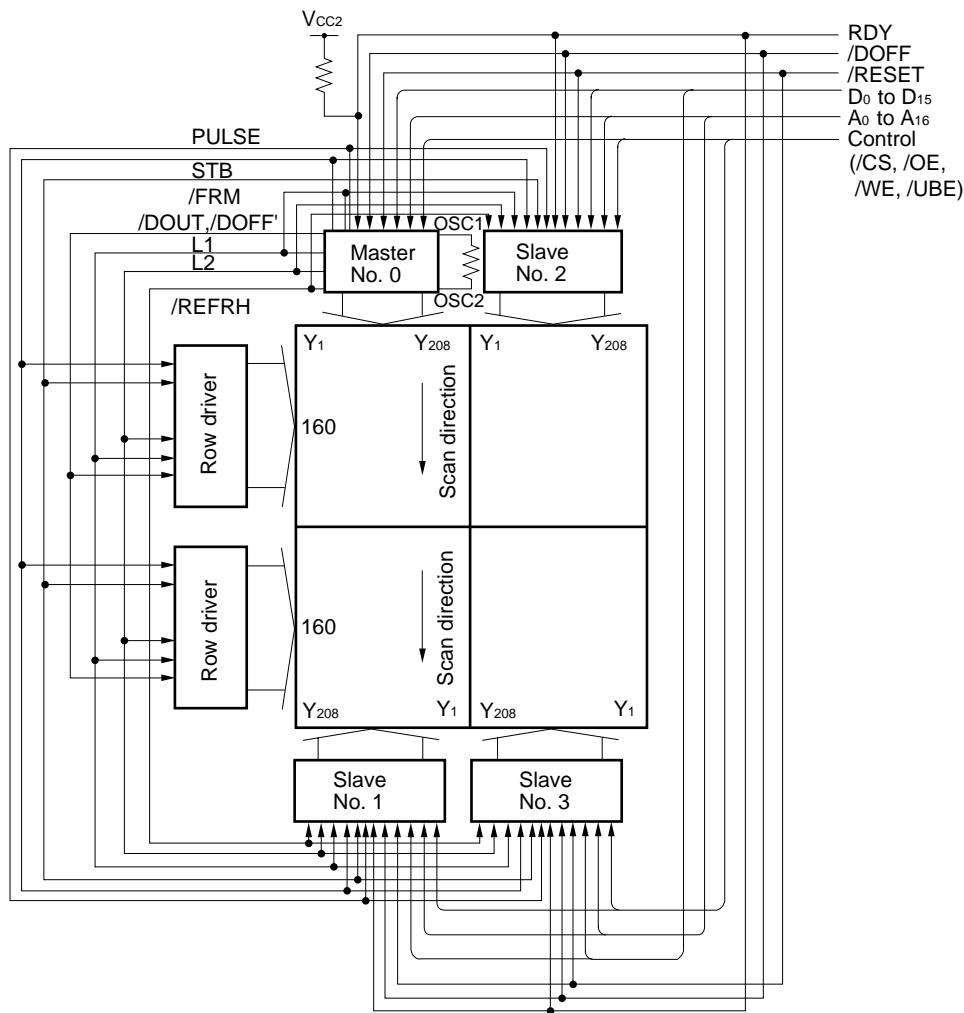 VCC2
RDY
/DOFF
/RESET
D0 to D15
A0 to A16
Control
(/CS, /OE,
/WE, /UBE)
PULSE
STB
/FRM
/DOUT,/DOFF'
L1
L2
/REFRH
OSC1
OSC2
Master
No. 0
Slave
No. 2
Y1
Y208
Y1
Y208
Row driver
160
Scan direction
Row driver
160
Scan direction
Y208
Y1
Y208
Y1
Slave
No. 1
Slave
No. 3